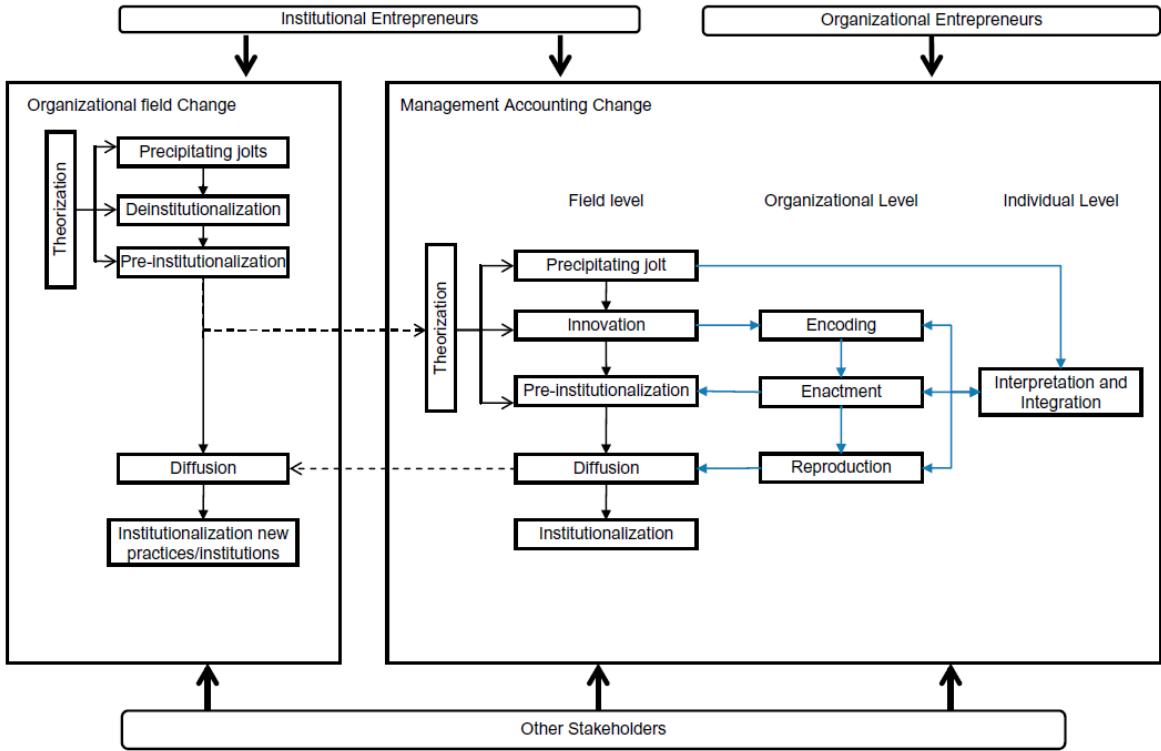 Institutional Entrepreneurs
Organizational Entrepreneurs
Organizational field Change
Theorization
Precipitating jolts
Deinstitutionalization
Pre-institutionalization
Diffusion
Institutionalization new
practices/institutions
Management Accounting Change
Field level
Organizational Level
Individual Level
Theorization
Precipitating jolt
Innovation
Encoding
Pre-institutionalization
Enactment
Interpretation and
Integration
Diffusion
Reproduction
Institutionalization
Other Stakeholders